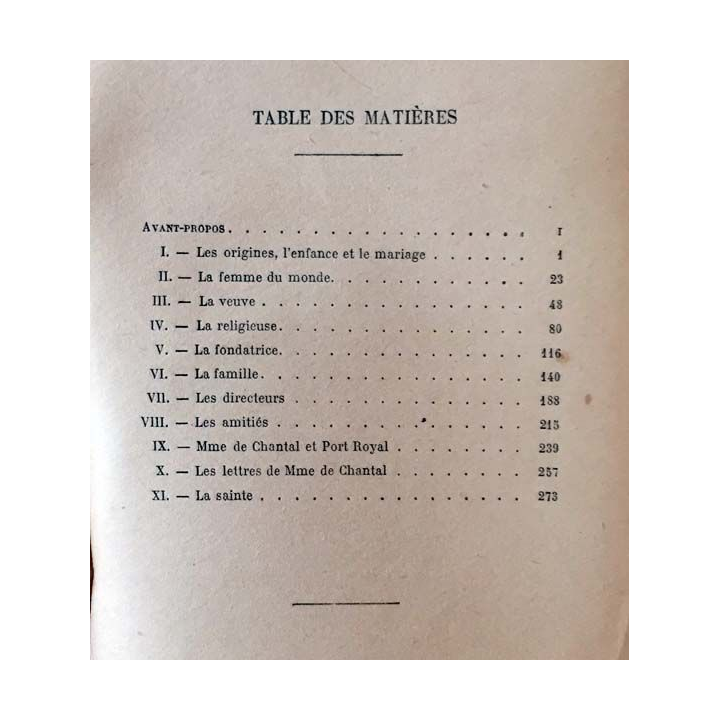 TABLE DES MATIÈRES
AVANT-PROPOS. . . . . . . . . . . . . . . . . . . I
I. — Les origines, l'enfance et le mariage . . . . . . 1
II. — La femme du monde. . . . . . . . . . . . 23
III. — La veuve . . . . . . . . . . . . . . . . 48
IV. — La religieuse. . . . . . . . . . . . . . . 80
V. — La fondatrice. . . . . . . . . . . . . . . 116
VI. — La famille. . . . . . . . . . . . . . . . 140
VII. — Les directeurs . . . . . . . . . . . . . . 188
VIII. — Les amitiés . . . . . . . . . . . . . . . 215
IX. — Mme de Chantal et Port Royal . . . . . . . . 239
X. — Les lettres de Mme de Chantal . . . . . . . . 257
XI. — La sainte . . . . . . . . . . . . . . . . 273